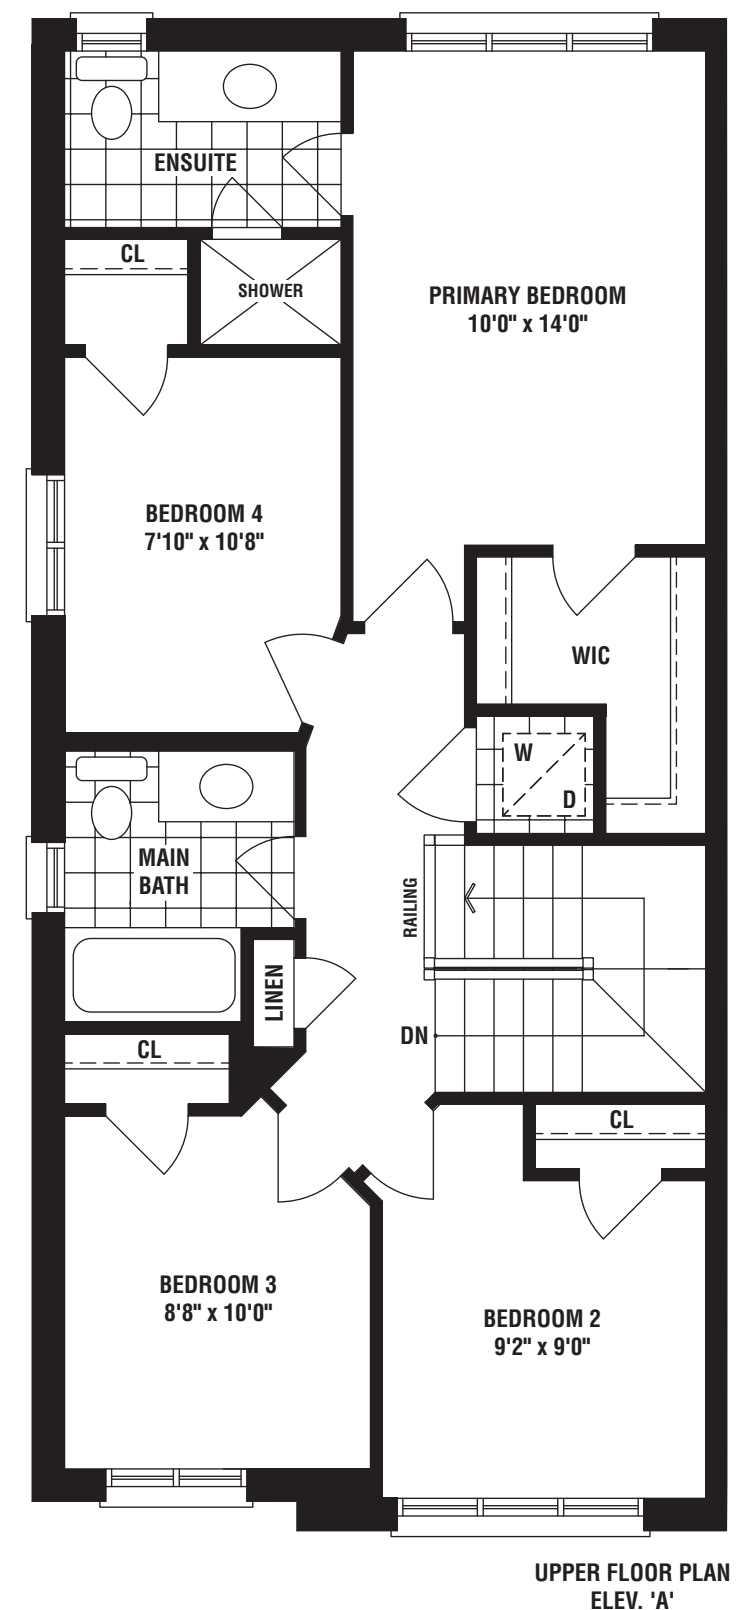 ENSUITE
CL
SHOWER
PRIMARY BEDROOM
10'0" x 14'0"
BEDROOM 4
7'10" x 10'8"
WIC
W
D
MAIN
BATH
RAILING
LINEN
DN
CL
CL
BEDROOM 3
8'8" x 10'0"
BEDROOM 2
9'2" x 9'0"
UPPER FLOOR PLAN
ELEV. 'A'